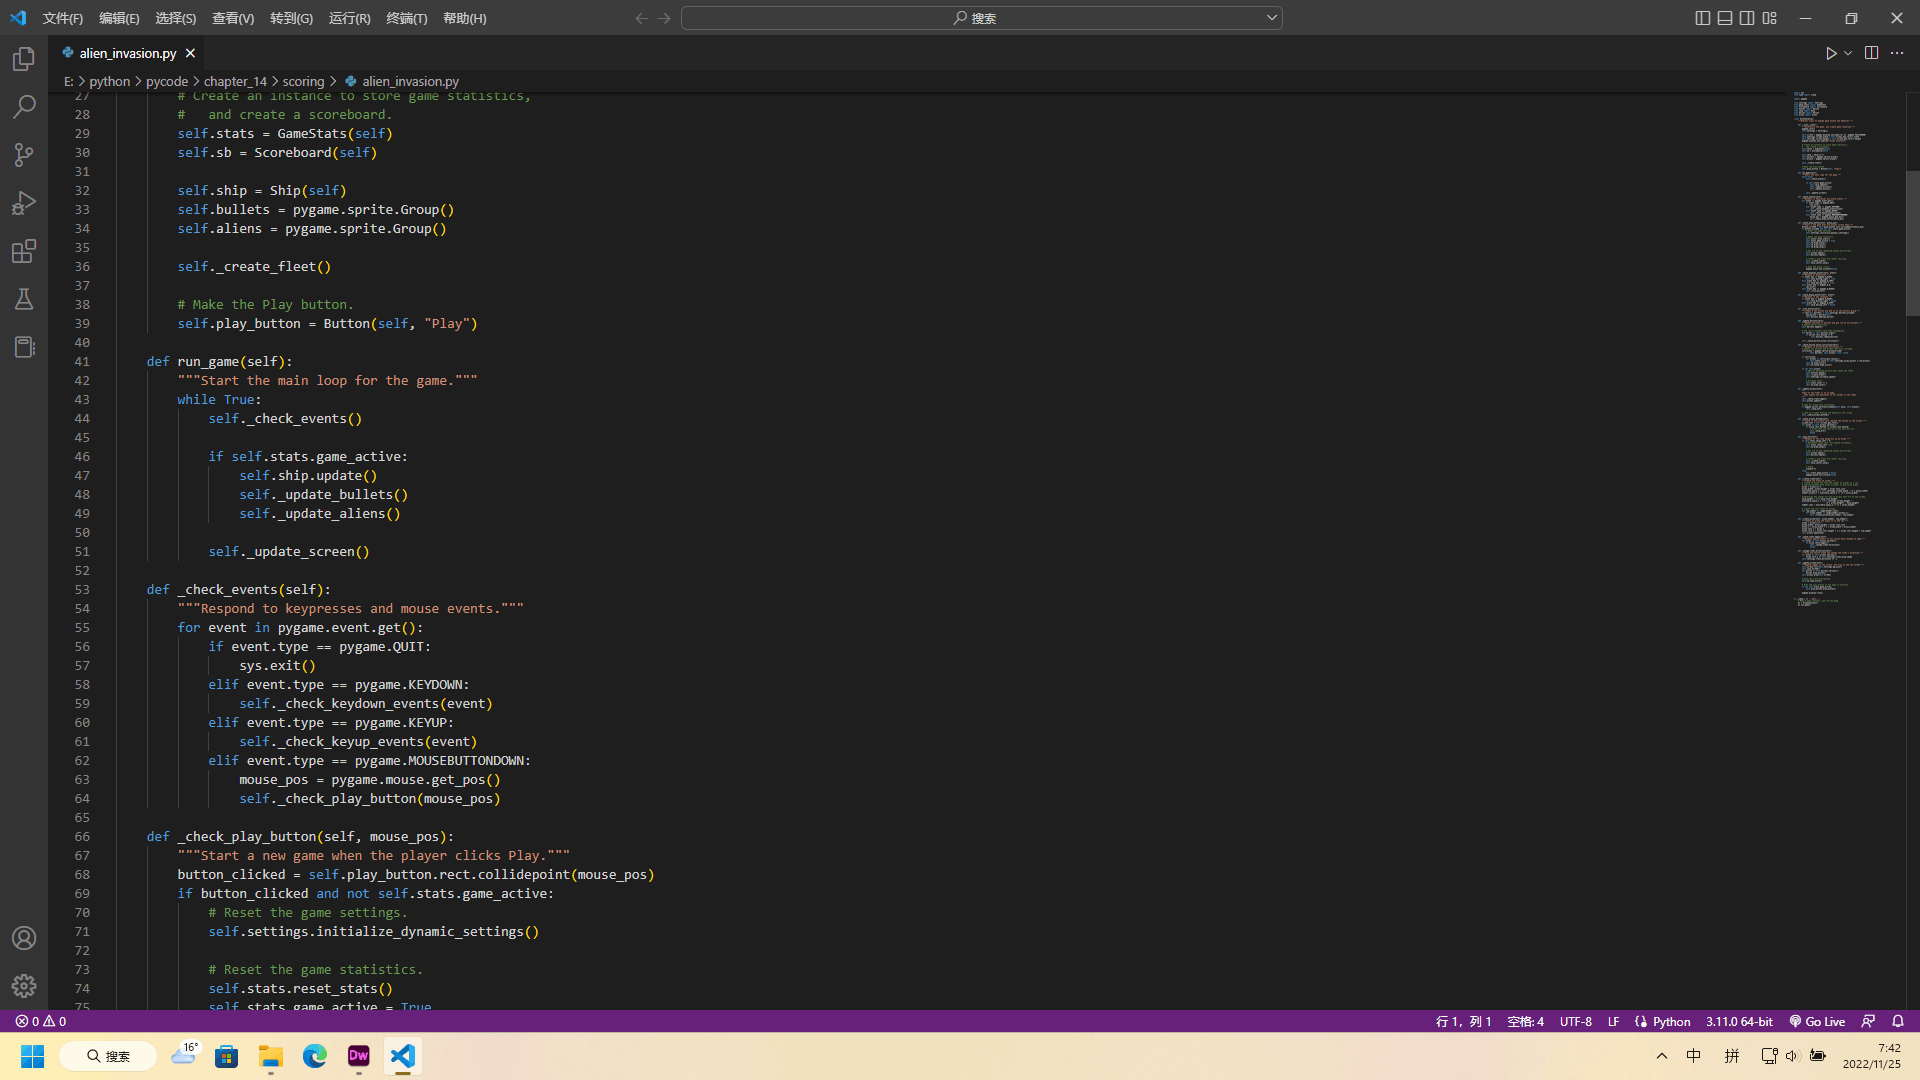 文件(F) 编辑(E) 选择(S) 查看(V) 转到(G) 运行(R) 终端(T) 帮助(H) 搜索
alien_invasion.py
E: > python > pycode > chapter_14 > scoring > alien_invasion.py
27 # Create an instance to store game statistics,
28 #   and create a scoreboard.
29 self.stats = GameStats(self)
30 self.sb = Scoreboard(self)
31
32 self.ship = Ship(self)
33 self.bullets = pygame.sprite.Group()
34 self.aliens = pygame.sprite.Group()
35
36 self._create_fleet()
37
38 # Make the Play button.
39 self.play_button = Button(self, "Play")
40
41 def run_game(self):
42 """Start the main loop for the game."""
43 while True:
44 self._check_events()
45
46 if self.stats.game_active:
47 self.ship.update()
48 self._update_bullets()
49 self._update_aliens()
50
51 self._update_screen()
52
53 def _check_events(self):
54 """Respond to keypresses and mouse events."""
55 for event in pygame.event.get():
56 if event.type == pygame.QUIT:
57 sys.exit()
58 elif event.type == pygame.KEYDOWN:
59 self._check_keydown_events(event)
60 elif event.type == pygame.KEYUP:
61 self._check_keyup_events(event)
62 elif event.type == pygame.MOUSEBUTTONDOWN:
63 mouse_pos = pygame.mouse.get_pos()
64 self._check_play_button(mouse_pos)
65
66 def _check_play_button(self, mouse_pos):
67 """Start a new game when the player clicks Play."""
68 button_clicked = self.play_button.rect.collidepoint(mouse_pos)
69 if button_clicked and not self.stats.game_active:
70 # Reset the game settings.
71 self.settings.initialize_dynamic_settings()
72
73 # Reset the game statistics.
74 self.stats.reset_stats()
75 self.stats.game_active = True
0 0 行 1，列 1 空格: 4 UTF-8 LF Python 3.11.0 64-bit Go Live
搜索 16° Dw 中 拼 7:42
2022/11/25